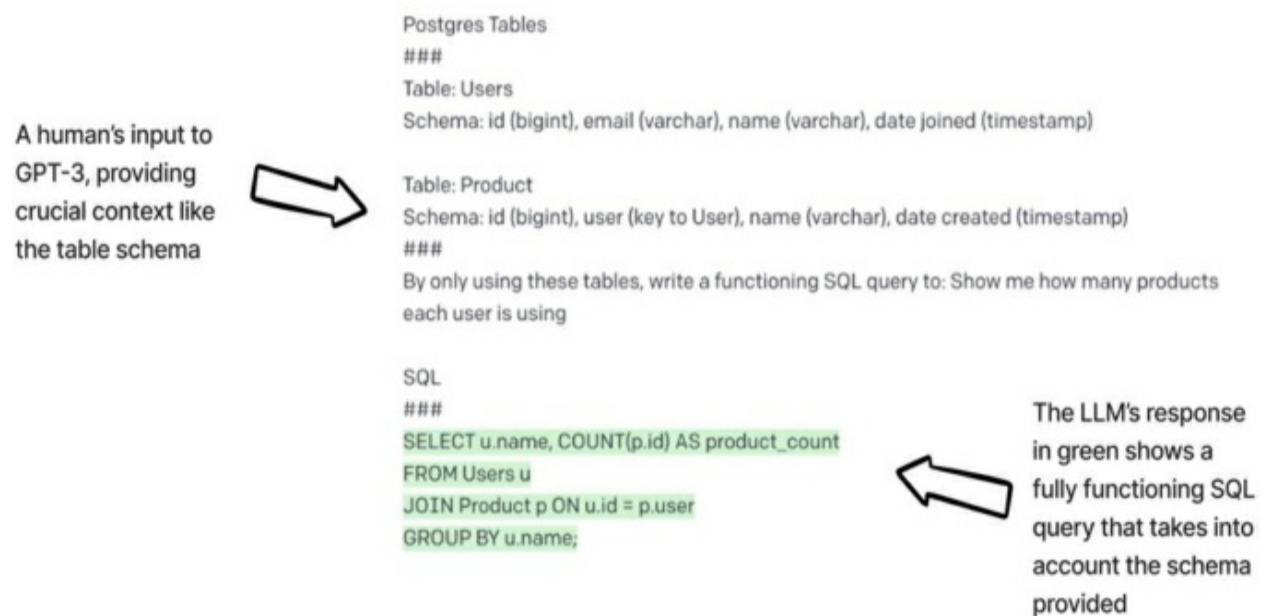 Postgres Tables
###
Table: Users
Schema: id (bigint), email (varchar), name (varchar), date joined (timestamp)
A human's input to
GPT-3, providing
crucial context like
the table schema
Table: Product
Schema: id (bigint), user (key to User), name (varchar), date created (timestamp)
###
By only using these tables, write a functioning SQL query to: Show me how many products
each user is using
SQL
###
SELECT u.name, COUNT(p.id) AS product_count
FROM Users u
JOIN Product p ON u.id = p.user
GROUP BY u.name;
The LLM's response
in green shows a
fully functioning SQL
query that takes into
account the schema
provided